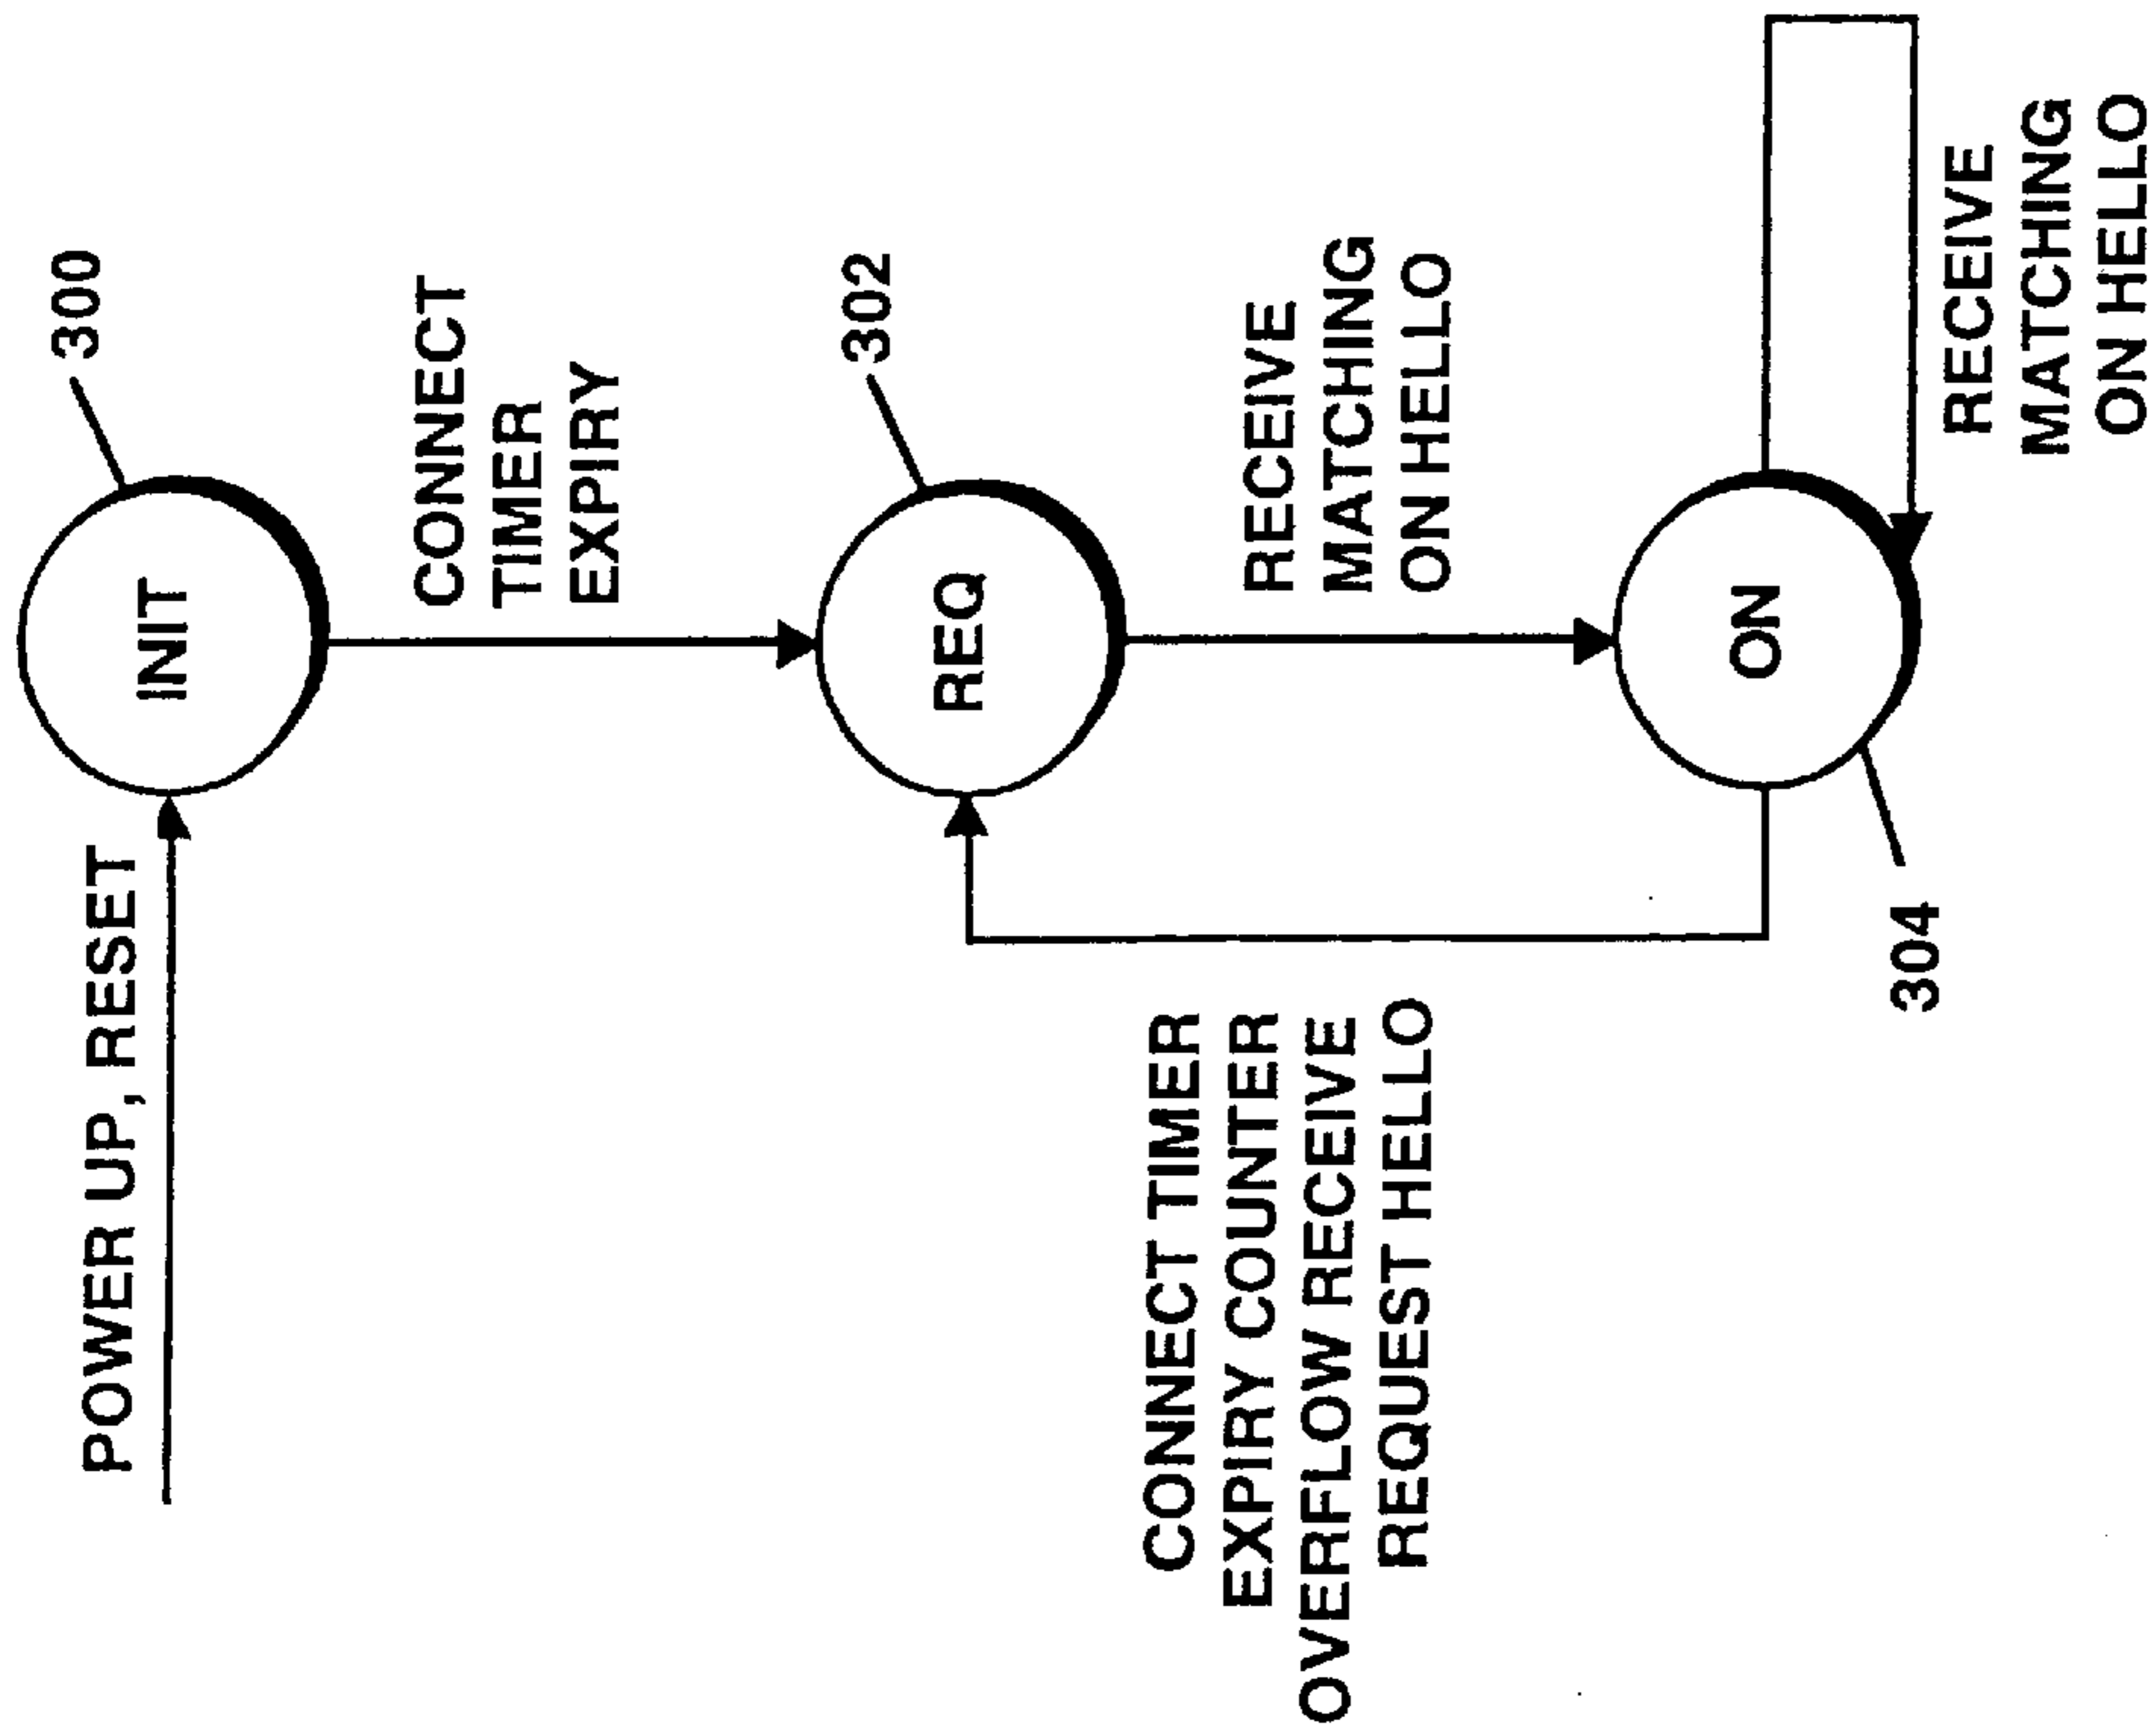 POWER UP, RESET
INIT
300
CONNECT
TIMER
EXPIRY
REQ
302
CONNECT TIMER
EXPIRY COUNTER
OVERFLOW RECEIVE
REQUEST HELLO
RECEIVE
MATCHING
ON HELLO
ON
304
RECEIVE
MATCHING
ON HELLO